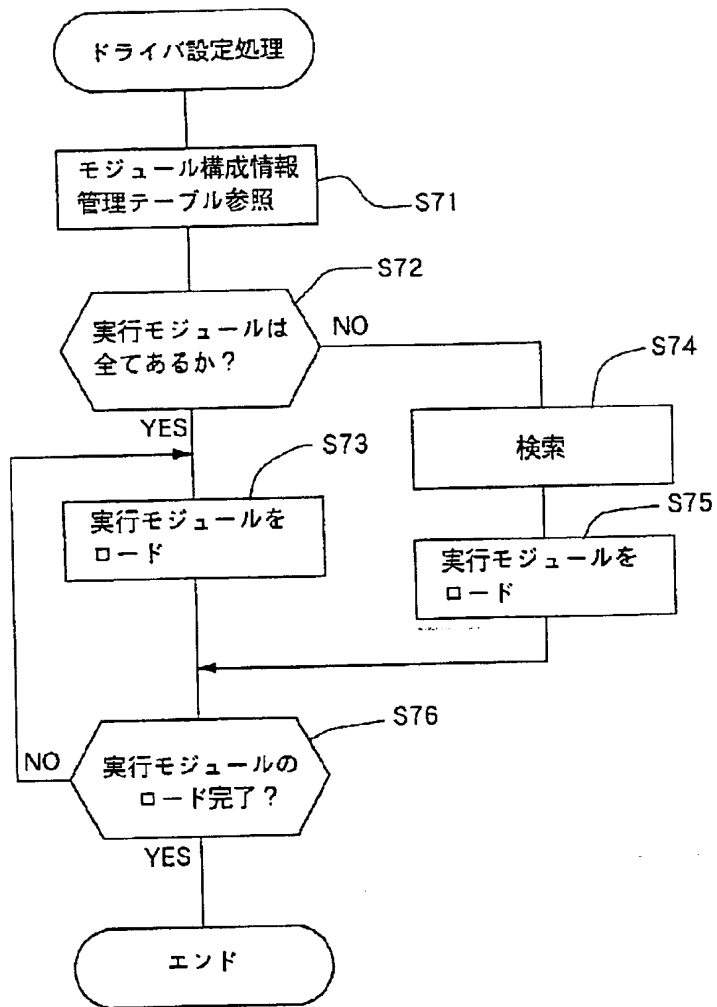 ドライバ設定処理
モジュール構成情報
管理テーブル参照
S71
S72
実行モジュールは
全てあるか？
NO
YES
S74
検索
S73
実行モジュールを
ロード
S75
実行モジュールを
ロード
S76
実行モジュールの
ロード完了？
NO
YES
エンド